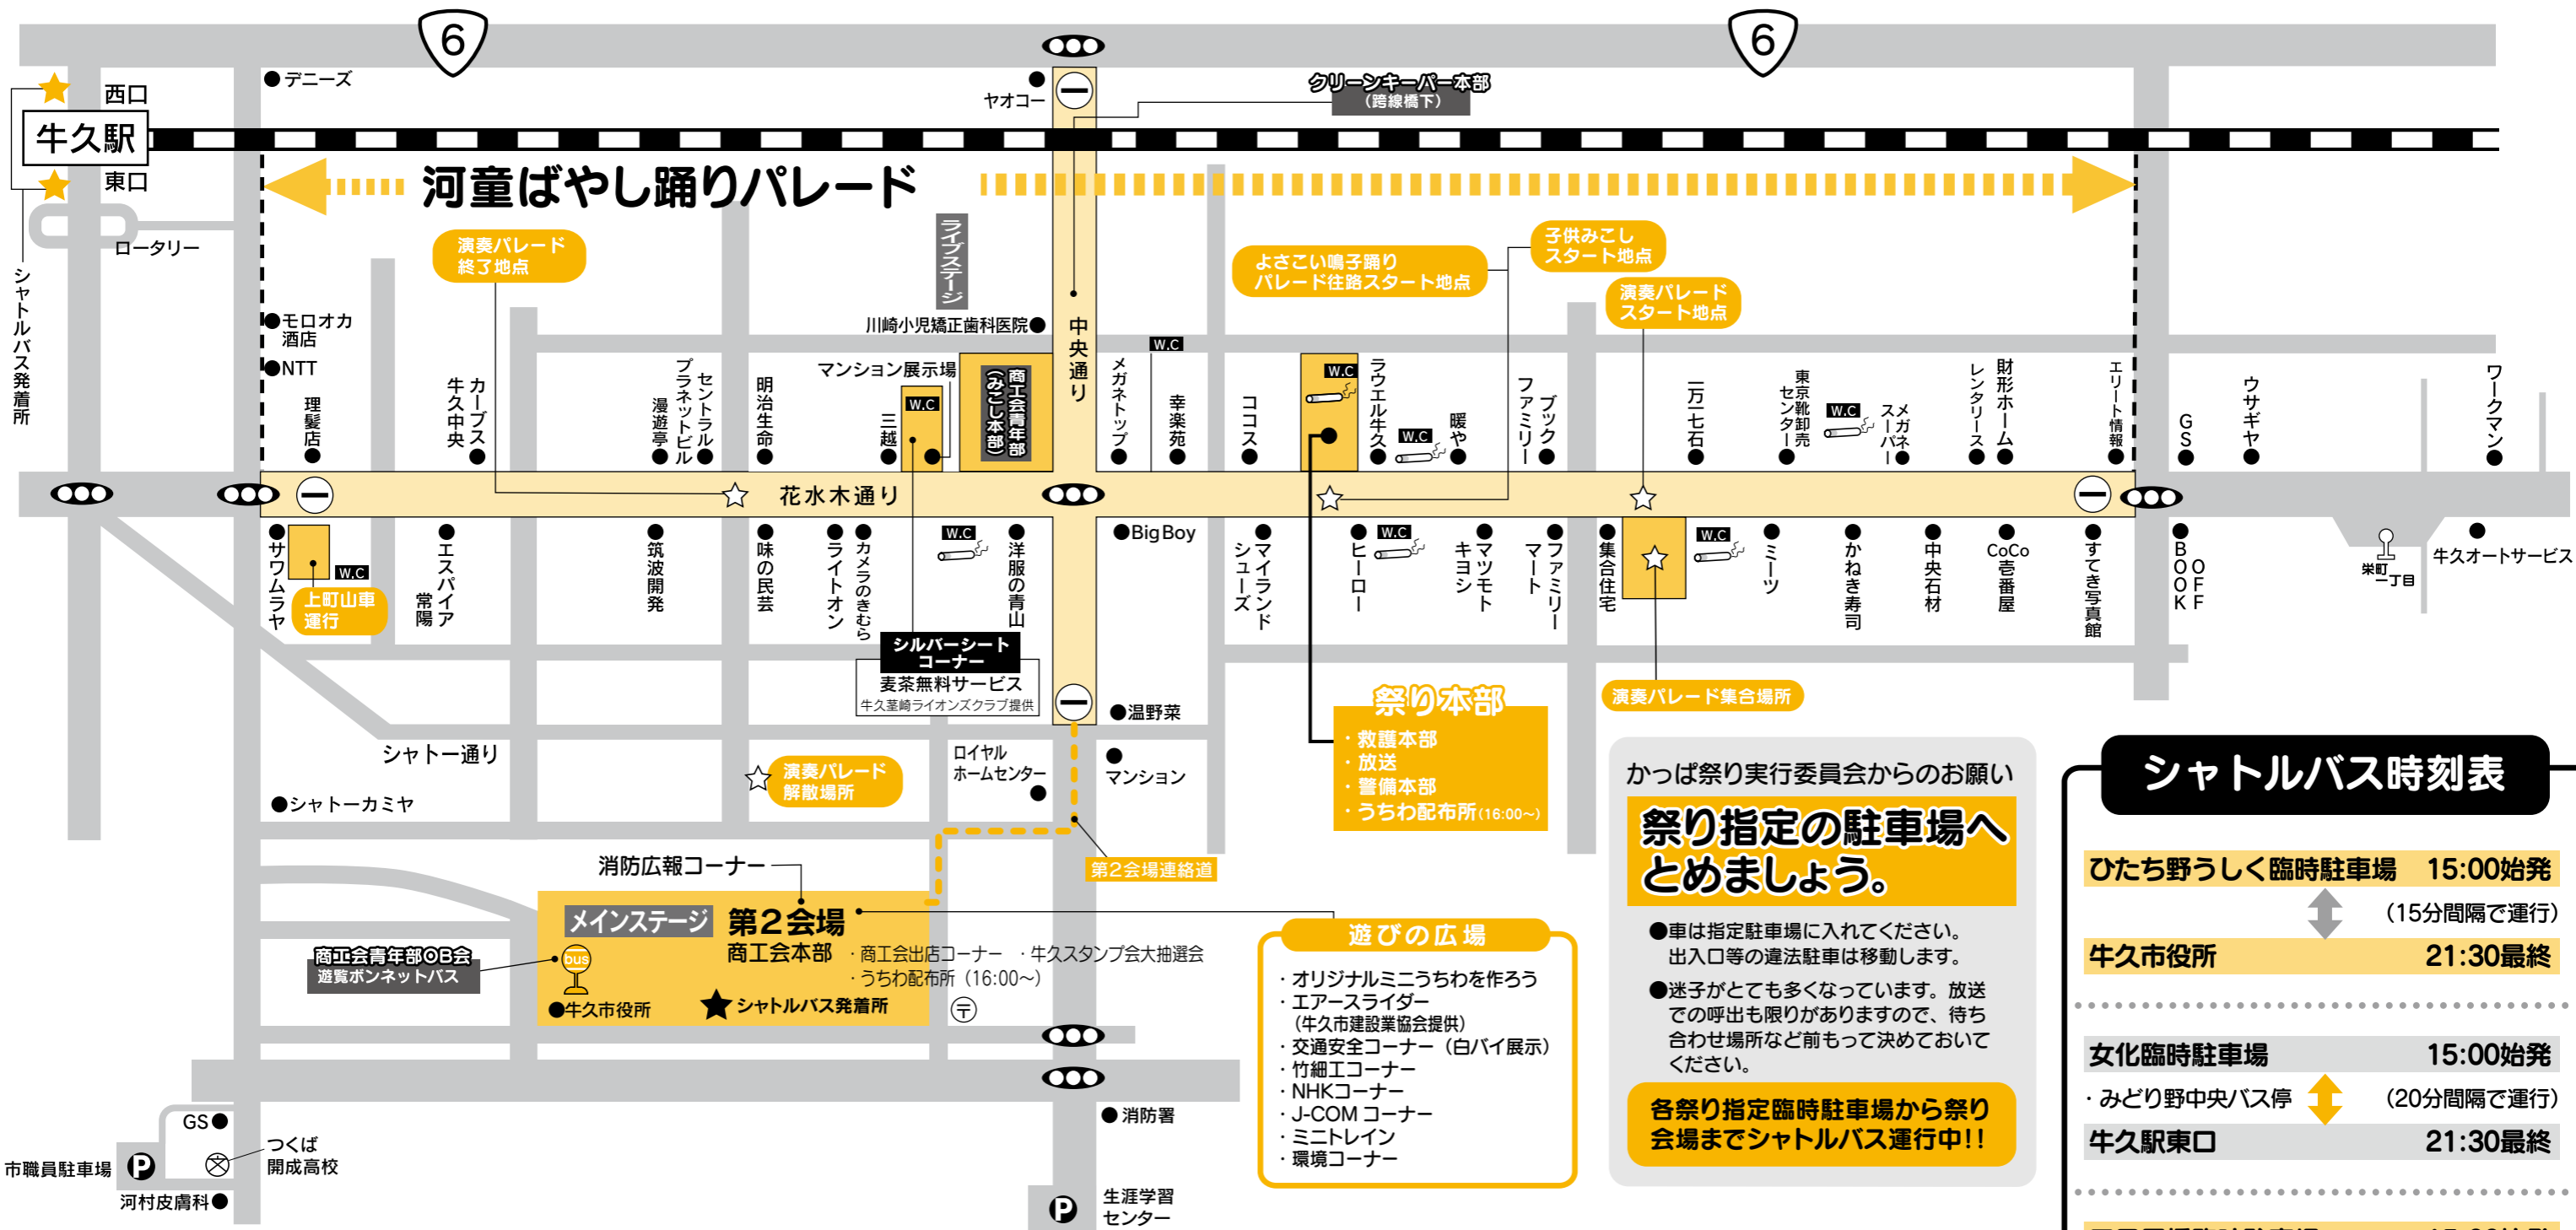 6
6
西口
牛久駅
東口
ロータリー
シャトルバス発着所
デニーズ
ヤオコー
クリーンキーパー本部
(跨線橋下)
河童ばやし踊りパレード
演奏パレード
終了地点
ライブステージ
よさこい鳴子踊り
パレード往路スタート地点
子供みこし
スタート地点
演奏パレード
スタート地点
モロオカ
酒店
NTT
理髪店
カーブス
牛久中央
漫遊亭
セントラル
プラネットビル
明治生命
川崎小児矯正歯科医院
マンション展示場
三越
W.C
商工会青年部
(みこし本部)
中央通り
メガネトップ
W.C
幸楽苑
ココス
W.C
ラウエル牛久
W.C
暖や
ブック
ファミリー
一万七石
東京靴卸売
センター
W.C
メガネ
スーパー
レンタリース
財形ホーム
エリート情報
GS
ウサギヤ
ワークマン
花水木通り
サワムラヤ
W.C
上町山車
運行
エスパイア
常陽
筑波開発
味の民芸
ライトオン
カメラのきむら
W.C
洋服の青山
Big Boy
マイランド
シューズ
ヒーロー
W.C
マツモト
キヨシ
ファミリー
マート
集合住宅
W.C
ミーツ
かねき寿司
中央石材
CoCo
壱番屋
すてき写真館
BOOK
OFF
栄町
一丁目
牛久オートサービス
シルバーシート
コーナー
麦茶無料サービス
牛久茎崎ライオンズクラブ提供
温野菜
祭り本部
・救護本部
・放送
・警備本部
・うちわ配布所(16:00〜)
演奏パレード集合場所
シャトー通り
シャトーカミヤ
演奏パレード
解散場所
ロイヤル
ホームセンター
マンション
第2会場連絡道
消防広報コーナー
メインステージ
第2会場
商工会本部
・商工会出店コーナー ・牛久スタンプ会大抽選会
・うちわ配布所(16:00〜)
商工会青年部OB会
遊覧ボンネットバス
bus
牛久市役所
シャトルバス発着所
〒
遊びの広場
・オリジナルミニうちわを作ろう
・エアースライダー
(牛久市建設業協会提供)
・交通安全コーナー(白バイ展示)
・竹細工コーナー
・NHKコーナー
・J-COM コーナー
・ミニトレイン
・環境コーナー
GS
つくば
開成高校
文
市職員駐車場
P
河村皮膚科
消防署
P
生涯学習
センター
かっぱ祭り実行委員会からのお願い
祭り指定の駐車場へ
とめましょう。
●車は指定駐車場に入れてください。
出入口等の違法駐車は移動します。
●迷子がとても多くなっています。放送
での呼出も限りがありますので、待ち
合わせ場所など前もって決めておいて
ください。
各祭り指定臨時駐車場から祭り
会場までシャトルバス運行中!!
シャトルバス時刻表
ひたち野うしく臨時駐車場 15:00始発
(15分間隔で運行)
牛久市役所 21:30最終
女化臨時駐車場 15:00始発
・みどり野中央バス停 (20分間隔で運行)
牛久駅東口 21:30最終